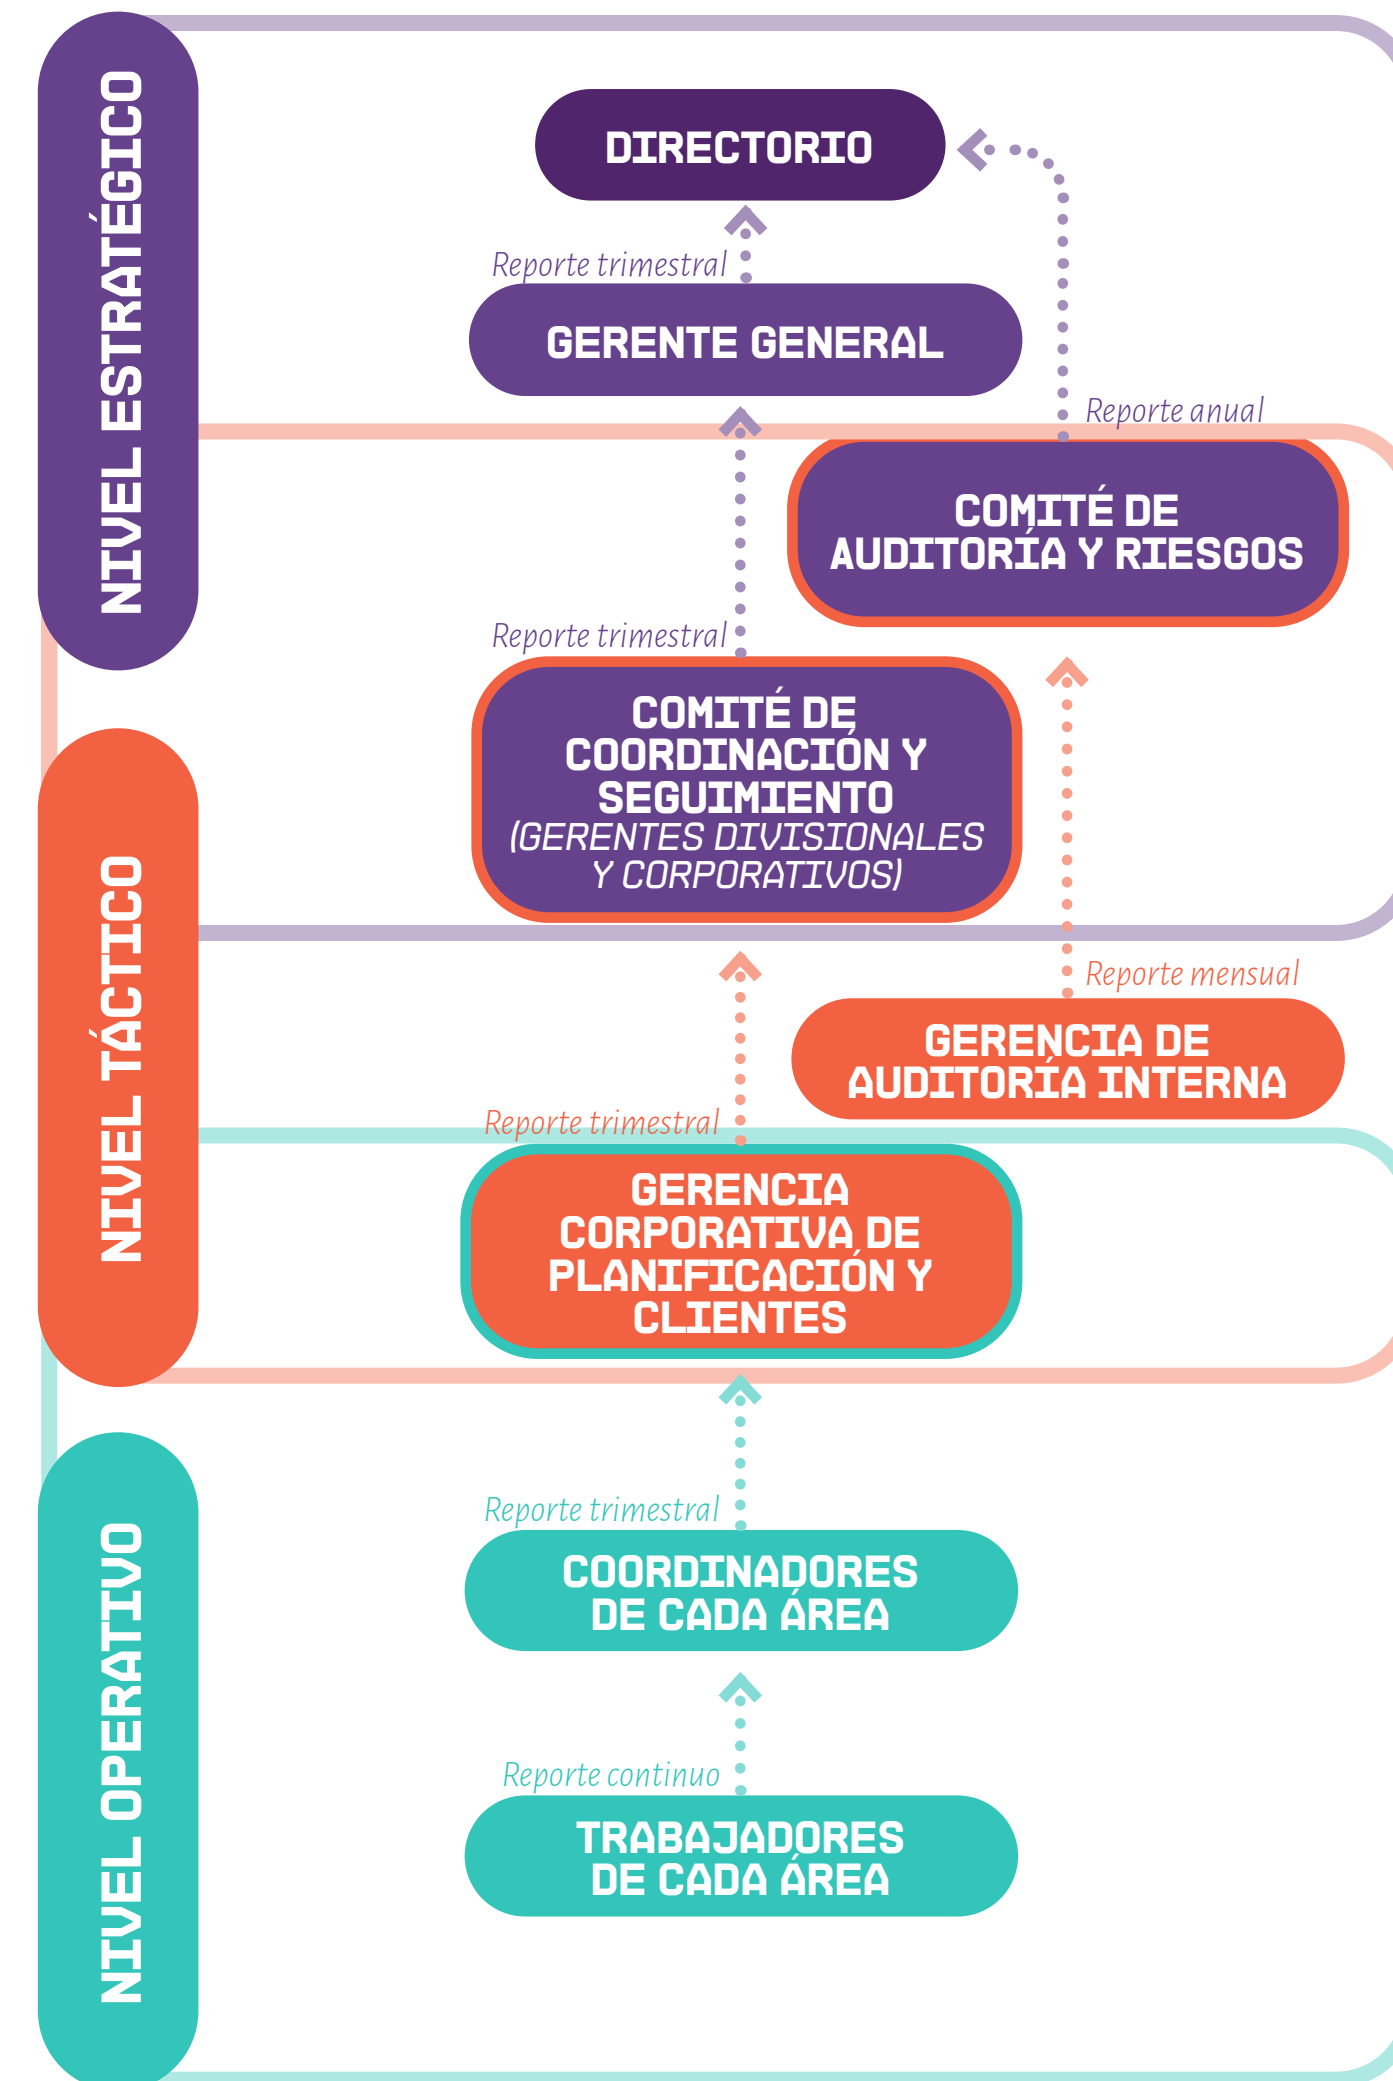 NIVEL ESTRATÉGICO
DIRECTORIO
Reporte trimestral
GERENTE GENERAL
Reporte anual
COMITÉ DE
AUDITORÍA Y RIESGOS
Reporte trimestral
COMITÉ DE
COORDINACIÓN Y
SEGUIMIENTO
(GERENTES DIVISIONALES
Y CORPORATIVOS)
NIVEL TÁCTICO
Reporte mensual
GERENCIA DE
AUDITORÍA INTERNA
Reporte trimestral
GERENCIA
CORPORATIVA DE
PLANIFICACIÓN Y
CLIENTES
NIVEL OPERATIVO
Reporte trimestral
COORDINADORES
DE CADA ÁREA
Reporte continuo
TRABAJADORES
DE CADA ÁREA